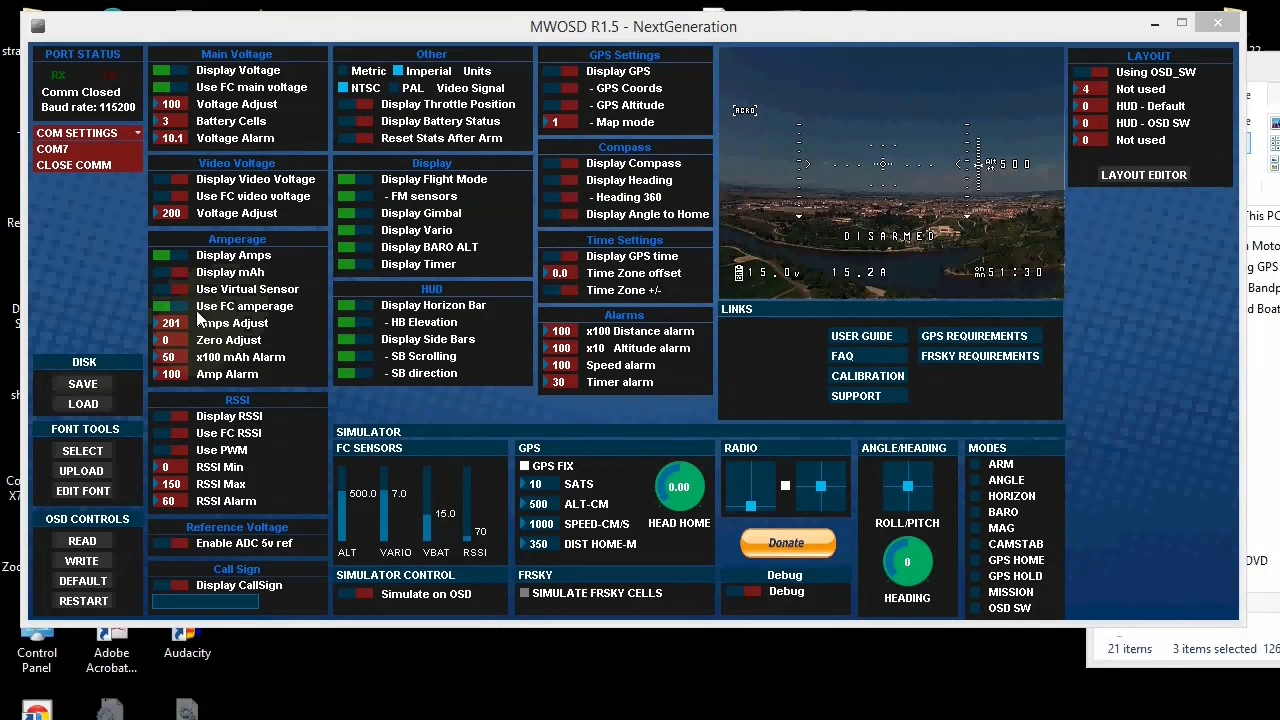 MWOSD R1.5 - NextGeneration
PORT STATUS
RX TX
Comm Closed
Baud rate: 115200
COM SETTINGS
COM7
CLOSE COMM
DISK
SAVE
LOAD
FONT TOOLS
SELECT
UPLOAD
EDIT FONT
OSD CONTROLS
READ
WRITE
DEFAULT
RESTART
Main Voltage
Display Voltage
Use FC main voltage
100 Voltage Adjust
3 Battery Cells
10.1 Voltage Alarm
Video Voltage
Display Video Voltage
Use FC video voltage
200 Voltage Adjust
Amperage
Display Amps
Display mAh
Use Virtual Sensor
Use FC amperage
201 Amps Adjust
0 Zero Adjust
50 x100 mAh Alarm
100 Amp Alarm
RSSI
Display RSSI
Use FC RSSI
Use PWM
0 RSSI Min
150 RSSI Max
60 RSSI Alarm
Reference Voltage
Enable ADC 5v ref
Call Sign
Display CallSign
Other
Metric Imperial Units
NTSC PAL Video Signal
Display Throttle Position
Display Battery Status
Reset Stats After Arm
Display
Display Flight Mode
- FM sensors
Display Gimbal
Display Vario
Display BARO ALT
Display Timer
HUD
Display Horizon Bar
- HB Elevation
Display Side Bars
- SB Scrolling
- SB direction
GPS Settings
Display GPS
- GPS Coords
- GPS Altitude
1 - Map mode
Compass
Display Compass
Display Heading
- Heading 360
Display Angle to Home
Time Settings
Display GPS time
0.0 Time Zone offset
Time Zone +/-
Alarms
100 x100 Distance alarm
100 x10 Altitude alarm
100 Speed alarm
30 Timer alarm
ACRO
500
DISARMED
15.0v 15.2A 51:30
LINKS
USER GUIDE GPS REQUIREMENTS
FAQ FRSKY REQUIREMENTS
CALIBRATION
SUPPORT
LAYOUT
Using OSD_SW
4 Not used
0 HUD - Default
0 HUD - OSD SW
0 Not used
LAYOUT EDITOR
SIMULATOR
FC SENSORS
500.0 7.0 15.0 70
ALT VARIO VBAT RSSI
SIMULATOR CONTROL
Simulate on OSD
GPS
GPS FIX
10 SATS
500 ALT-CM
1000 SPEED-CM/S
350 DIST HOME-M
0.00
HEAD HOME
FRSKY
SIMULATE FRSKY CELLS
RADIO
Donate
Debug
Debug
ANGLE/HEADING
ROLL/PITCH
0
HEADING
MODES
ARM
ANGLE
HORIZON
BARO
MAG
CAMSTAB
GPS HOME
GPS HOLD
MISSION
OSD SW
Control
Panel
Adobe
Acrobat...
Audacity
This PC
21 items 3 items selected 126